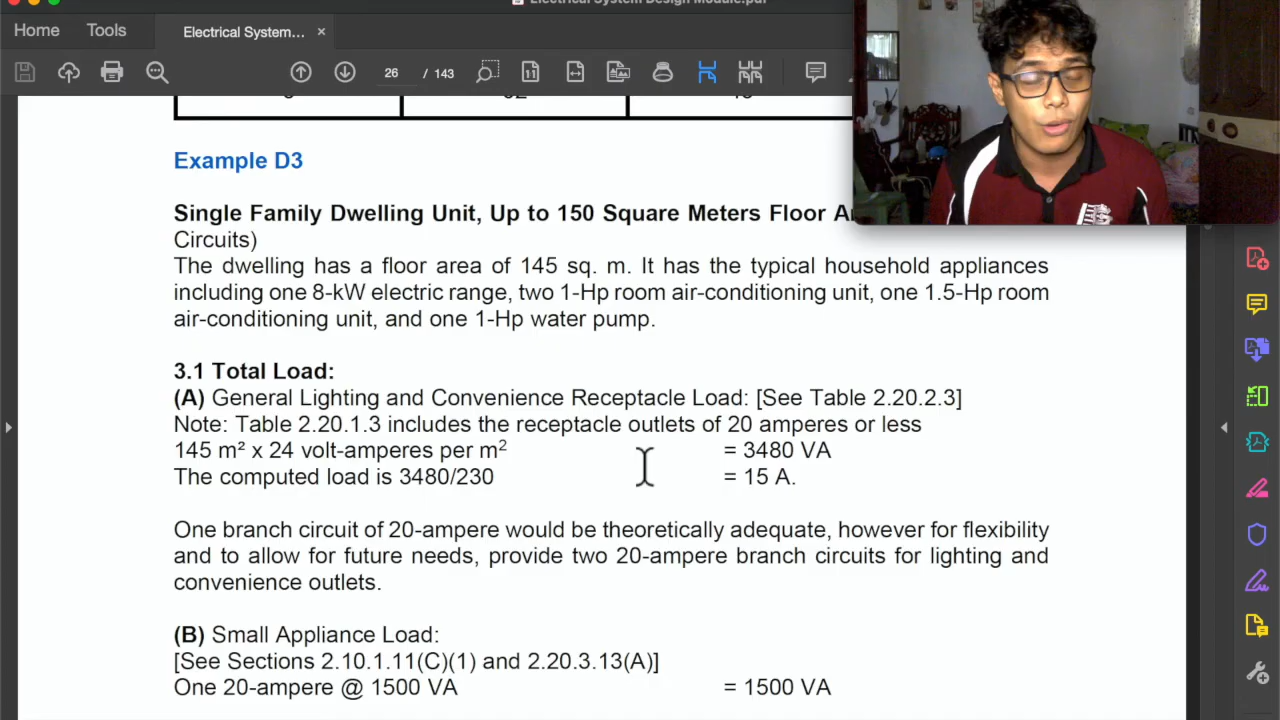 Electrical System Design Module.pdf
Home
Tools
Electrical System...
×
26 / 143
Example D3
Single Family Dwelling Unit, Up to 150 Square Meters Floor
Circuits)
The dwelling has a floor area of 145 sq. m. It has the typical household appliances
including one 8-kW electric range, two 1-Hp room air-conditioning unit, one 1.5-Hp room
air-conditioning unit, and one 1-Hp water pump.
3.1 Total Load:
(A) General Lighting and Convenience Receptacle Load: [See Table 2.20.2.3]
Note: Table 2.20.1.3 includes the receptacle outlets of 20 amperes or less
145 m² x 24 volt-amperes per m² = 3480 VA
The computed load is 3480/230 = 15 A.
One branch circuit of 20-ampere would be theoretically adequate, however for flexibility
and to allow for future needs, provide two 20-ampere branch circuits for lighting and
convenience outlets.
(B) Small Appliance Load:
[See Sections 2.10.1.11(C)(1) and 2.20.3.13(A)]
One 20-ampere @ 1500 VA = 1500 VA